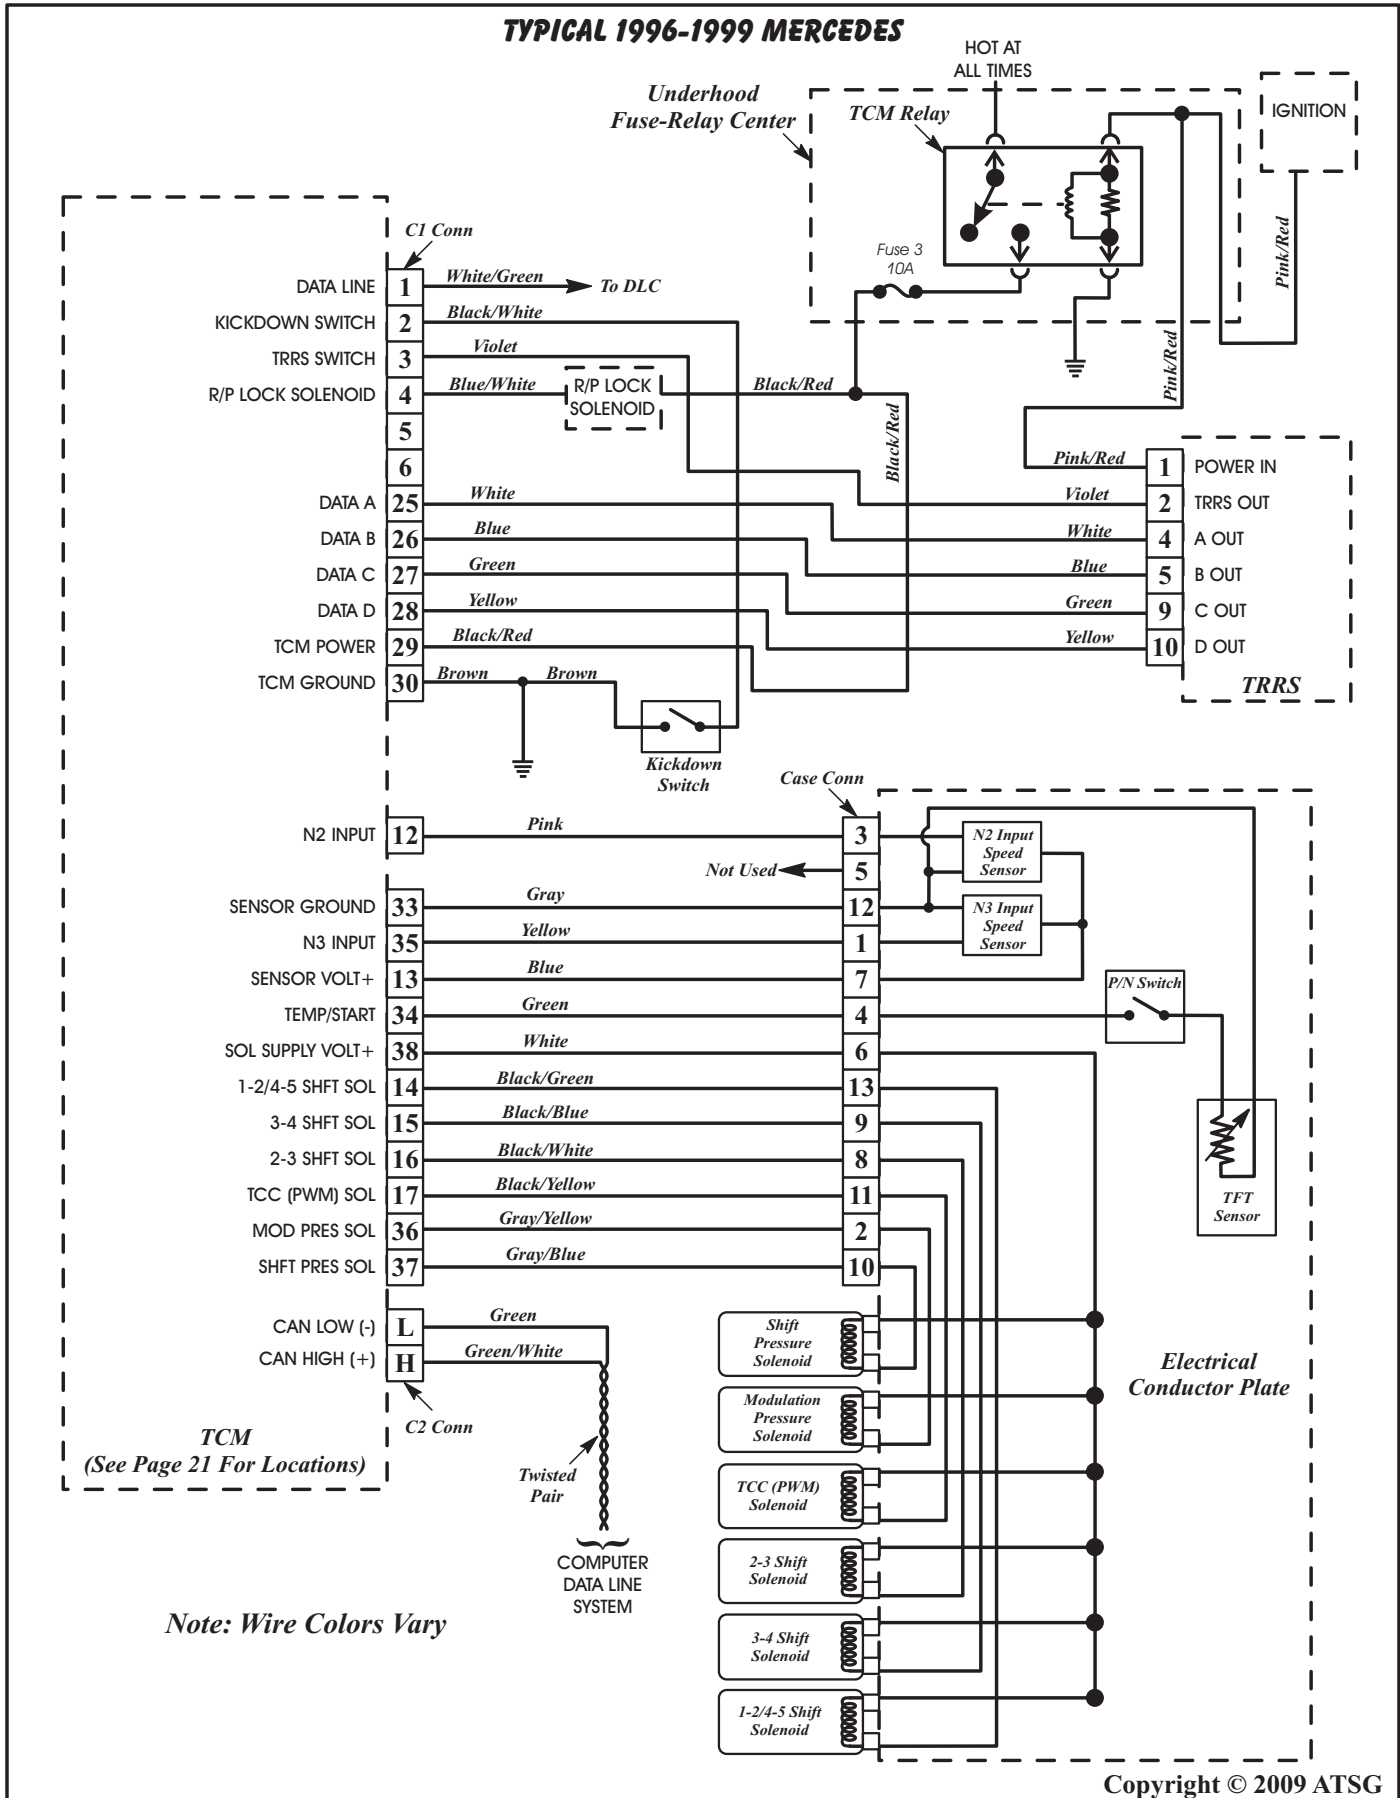 TYPICAL 1996-1999 MERCEDES
HOT AT
ALL TIMES
Underhood
Fuse-Relay Center
TCM Relay
IGNITION
Pink/Red
Fuse 3
10A
C1 Conn
DATA LINE 1 White/Green To DLC
KICKDOWN SWITCH 2 Black/White
TRRS SWITCH 3 Violet
R/P LOCK SOLENOID 4 Blue/White
R/P LOCK
SOLENOID
Black/Red
Black/Red
Pink/Red
5
6
DATA A 25 White
DATA B 26 Blue
DATA C 27 Green
DATA D 28 Yellow
TCM POWER 29 Black/Red
TCM GROUND 30 Brown Brown
Pink/Red 1 POWER IN
Violet 2 TRRS OUT
White 4 A OUT
Blue 5 B OUT
Green 9 C OUT
Yellow 10 D OUT
TRRS
Kickdown
Switch
Case Conn
N2 INPUT 12 Pink 3
Not Used 5
SENSOR GROUND 33 Gray 12
N3 INPUT 35 Yellow 1
SENSOR VOLT+ 13 Blue 7
TEMP/START 34 Green 4
SOL SUPPLY VOLT+ 38 White 6
1-2/4-5 SHFT SOL 14 Black/Green 13
3-4 SHFT SOL 15 Black/Blue 9
2-3 SHFT SOL 16 Black/White 8
TCC (PWM) SOL 17 Black/Yellow 11
MOD PRES SOL 36 Gray/Yellow 2
SHFT PRES SOL 37 Gray/Blue 10
N2 Input
Speed
Sensor
N3 Input
Speed
Sensor
P/N Switch
TFT
Sensor
CAN LOW (-) L Green
CAN HIGH (+) H Green/White
C2 Conn
TCM
(See Page 21 For Locations)
Twisted
Pair
COMPUTER
DATA LINE
SYSTEM
Shift
Pressure
Solenoid
Modulation
Pressure
Solenoid
TCC (PWM)
Solenoid
2-3 Shift
Solenoid
3-4 Shift
Solenoid
1-2/4-5 Shift
Solenoid
Electrical
Conductor Plate
Note: Wire Colors Vary
Copyright © 2009 ATSG